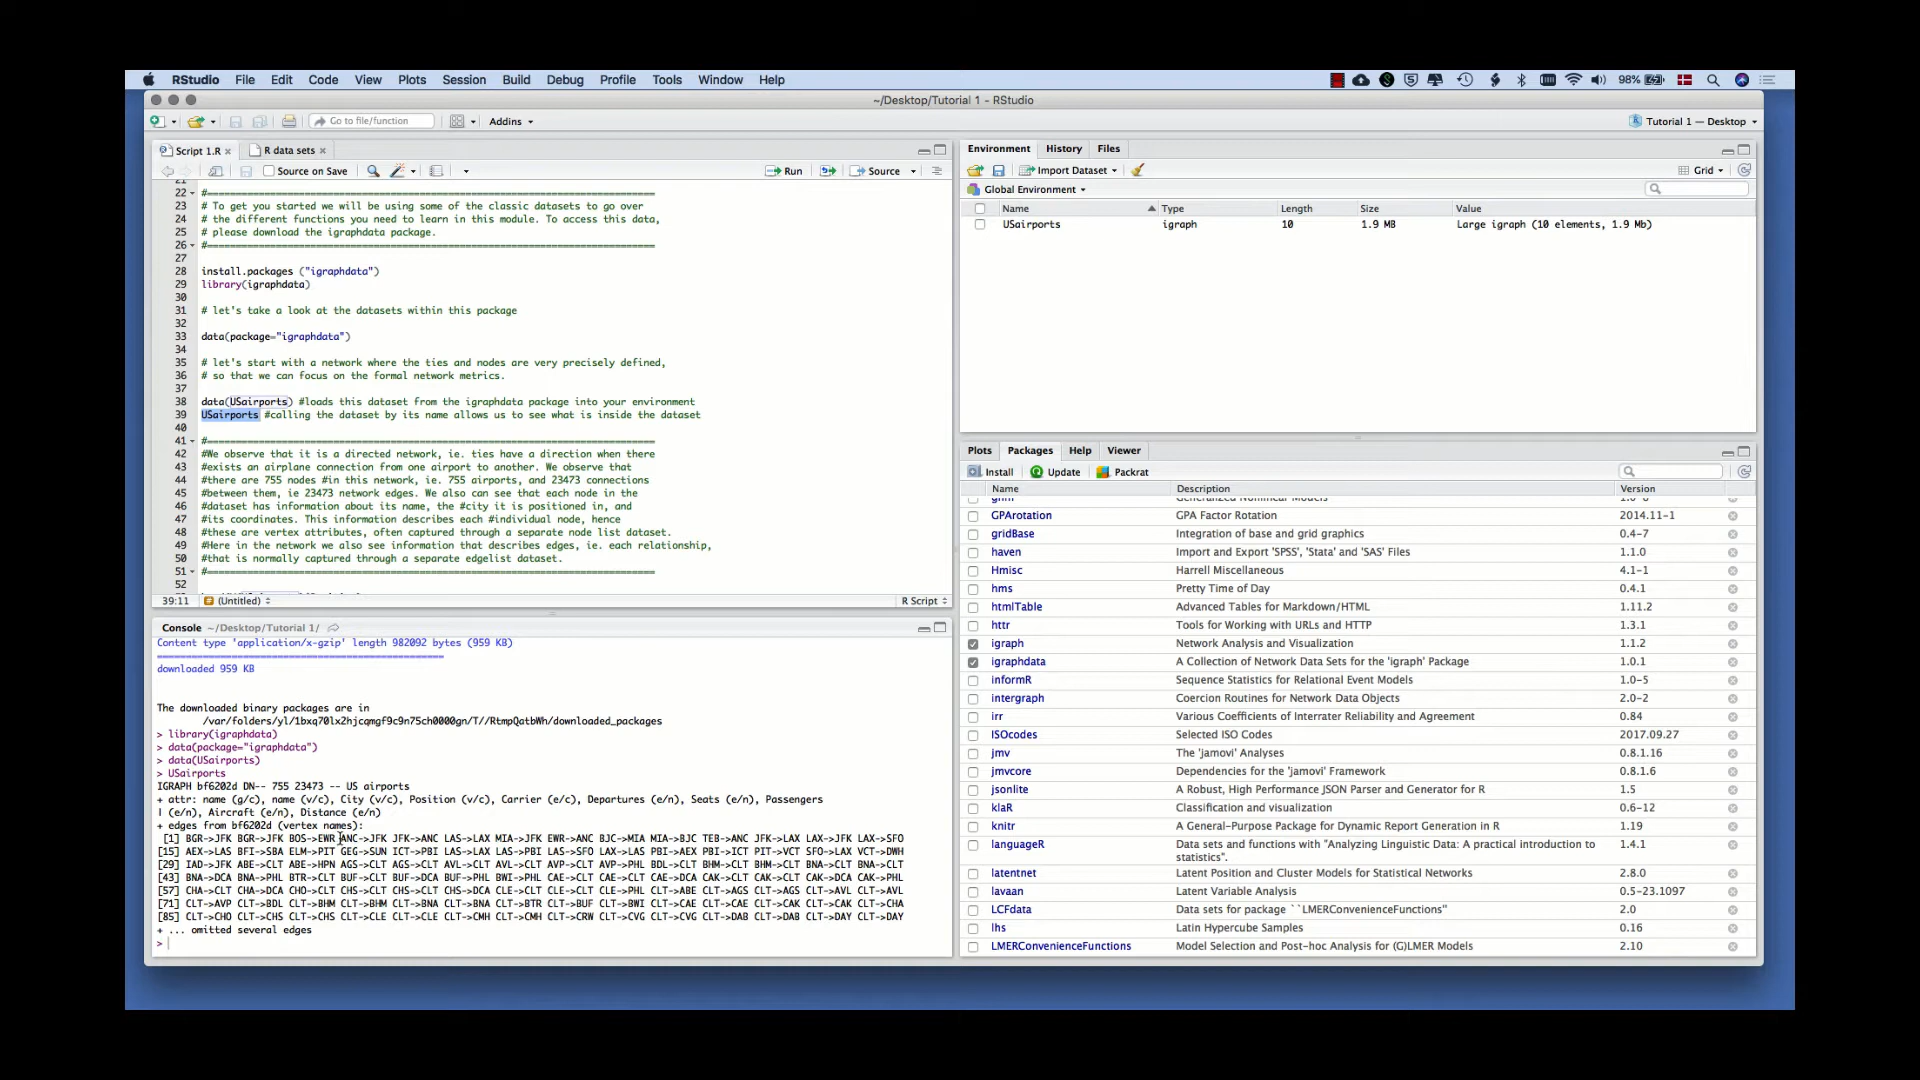 RStudio File Edit Code View Plots Session Build Debug Profile Tools Window Help 98%
~/Desktop/Tutorial 1 - RStudio
Go to file/function Addins Tutorial 1 — Desktop
Script 1.R R data sets
Source on Save Run Source
21
22 #==========================================================================
23 # To get you started we will be using some of the classic datasets to go over
24 # the different functions you need to learn in this module. To access this data,
25 # please download the igraphdata package.
26 #==========================================================================
27
28 install.packages ("igraphdata")
29 library(igraphdata)
30
31 # let's take a look at the datasets within this package
32
33 data(package="igraphdata")
34
35 # let's start with a network where the ties and nodes are very precisely defined,
36 # so that we can focus on the formal network metrics.
37
38 data(USairports) #loads this dataset from the igraphdata package into your environment
39 USairports #calling the dataset by its name allows us to see what is inside the dataset
40
41 #==========================================================================
42 #We observe that it is a directed network, ie. ties have a direction when there
43 #exists an airplane connection from one airport to another. We observe that
44 #there are 755 nodes #in this network, ie. 755 airports, and 23473 connections
45 #between them, ie 23473 network edges. We also can see that each node in the
46 #dataset has information about its name, the #city it is positioned in, and
47 #its coordinates. This information describes each #individual node, hence
48 #these are vertex attributes, often captured through a separate node list dataset.
49 #Here in the network we also see information that describes edges, ie. each relationship,
50 #that is normally captured through a separate edgelist dataset.
51 #==========================================================================
52
39:11 (Untitled) R Script
Console ~/Desktop/Tutorial 1/
Content type 'application/x-gzip' length 982092 bytes (959 KB)
==================================================
downloaded 959 KB
The downloaded binary packages are in
/var/folders/yl/1bxq70lx2hjcqmgf9c9n75ch0000gn/T//RtmpQatbWh/downloaded_packages
> library(igraphdata)
> data(package="igraphdata")
> data(USairports)
> USairports
IGRAPH bf6202d DN-- 755 23473 -- US airports
+ attr: name (g/c), name (v/c), City (v/c), Position (v/c), Carrier (e/c), Departures (e/n), Seats (e/n), Passengers
| (e/n), Aircraft (e/n), Distance (e/n)
+ edges from bf6202d (vertex names):
[1] BGR->JFK BGR->JFK BOS->EWR ANC->JFK JFK->ANC LAS->LAX MIA->JFK EWR->ANC BJC->MIA MIA->BJC TEB->ANC JFK->LAX LAX->JFK LAX->SFO
[15] AEX->LAS BFI->SBA ELM->PIT GEG->SUN ICT->PBI LAS->LAX LAS->PBI LAS->SFO LAX->LAS PBI->AEX PBI->ICT PIT->VCT SFO->LAX VCT->DWH
[29] IAD->JFK ABE->CLT ABE->HPN AGS->CLT AGS->CLT AVL->CLT AVL->CLT AVP->CLT AVP->PHL BDL->CLT BHM->CLT BHM->CLT BNA->CLT BNA->CLT
[43] BNA->DCA BNA->PHL BTR->CLT BUF->CLT BUF->DCA BUF->PHL BWI->PHL CAE->CLT CAE->CLT CAE->DCA CAK->CLT CAK->CLT CAK->DCA CAK->PHL
[57] CHA->CLT CHA->DCA CHO->CLT CHS->CLT CHS->CLT CHS->DCA CLE->CLT CLE->CLT CLE->PHL CLT->ABE CLT->AGS CLT->AGS CLT->AVL CLT->AVL
[71] CLT->AVP CLT->BDL CLT->BHM CLT->BHM CLT->BNA CLT->BNA CLT->BTR CLT->BUF CLT->BWI CLT->CAE CLT->CAE CLT->CAK CLT->CAK CLT->CHA
[85] CLT->CHO CLT->CHS CLT->CHS CLT->CLE CLT->CLE CLT->CMH CLT->CMH CLT->CRW CLT->CVG CLT->CVG CLT->DAB CLT->DAB CLT->DAY CLT->DAY
+ ... omitted several edges
>
Environment History Files
Import Dataset Grid
Global Environment
Name Type Length Size Value
USairports igraph 10 1.9 MB Large igraph (10 elements, 1.9 Mb)
Plots Packages Help Viewer
Install Update Packrat
Name Description Version
gnm Generalized Nonlinear Models 1.0-8
GPArotation GPA Factor Rotation 2014.11-1
gridBase Integration of base and grid graphics 0.4-7
haven Import and Export 'SPSS', 'Stata' and 'SAS' Files 1.1.0
Hmisc Harrell Miscellaneous 4.1-1
hms Pretty Time of Day 0.4.1
htmlTable Advanced Tables for Markdown/HTML 1.11.2
httr Tools for Working with URLs and HTTP 1.3.1
igraph Network Analysis and Visualization 1.1.2
igraphdata A Collection of Network Data Sets for the 'igraph' Package 1.0.1
informR Sequence Statistics for Relational Event Models 1.0-5
intergraph Coercion Routines for Network Data Objects 2.0-2
irr Various Coefficients of Interrater Reliability and Agreement 0.84
ISOcodes Selected ISO Codes 2017.09.27
jmv The 'jamovi' Analyses 0.8.1.16
jmvcore Dependencies for the 'jamovi' Framework 0.8.1.6
jsonlite A Robust, High Performance JSON Parser and Generator for R 1.5
klaR Classification and visualization 0.6-12
knitr A General-Purpose Package for Dynamic Report Generation in R 1.19
languageR Data sets and functions with "Analyzing Linguistic Data: A practical introduction to 1.4.1
statistics".
latentnet Latent Position and Cluster Models for Statistical Networks 2.8.0
lavaan Latent Variable Analysis 0.5-23.1097
LCFdata Data sets for package ``LMERConvenienceFunctions" 2.0
lhs Latin Hypercube Samples 0.16
LMERConvenienceFunctions Model Selection and Post-hoc Analysis for (G)LMER Models 2.10